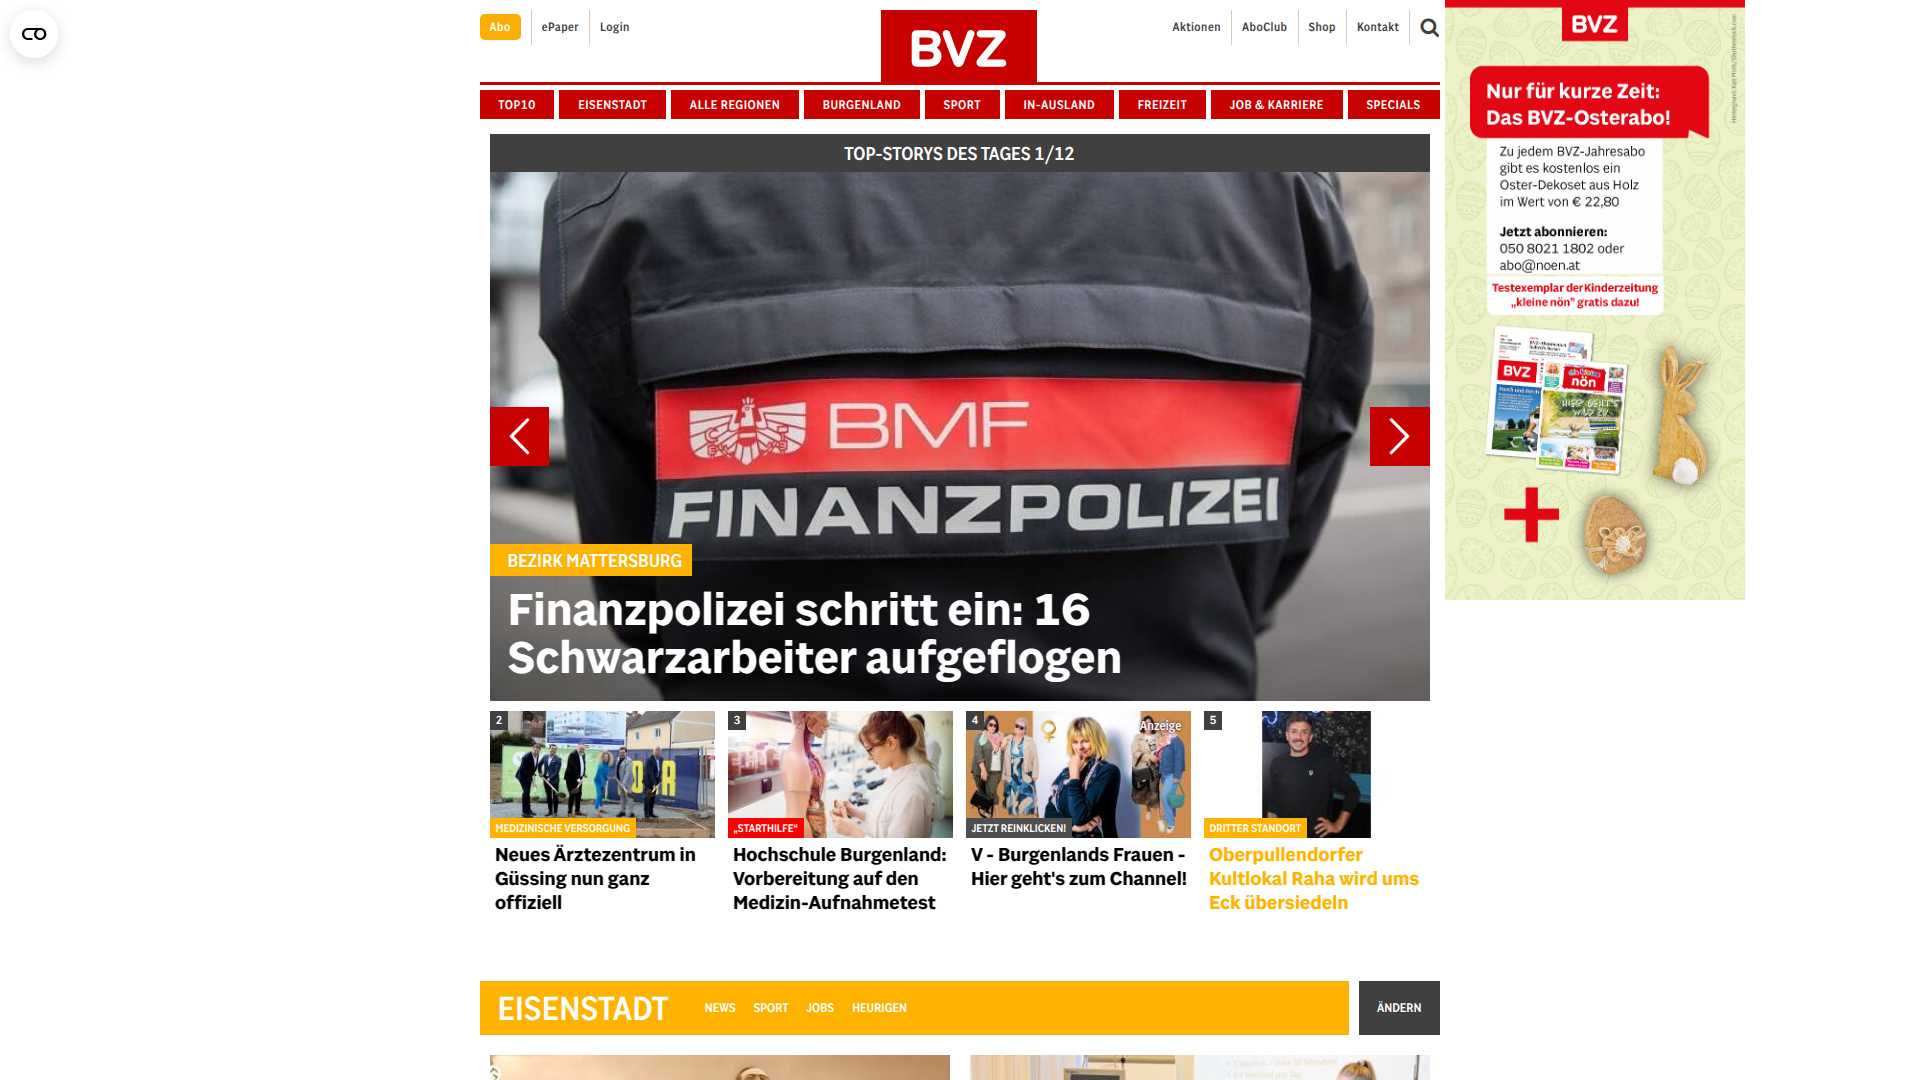 Abo
ePaper
Login
BVZ
Aktionen
AboClub
Shop
Kontakt
TOP10
EISENSTADT
ALLE REGIONEN
BURGENLAND
SPORT
IN-AUSLAND
FREIZEIT
JOB & KARRIERE
SPECIALS
TOP-STORYS DES TAGES 1/12
BMF
FINANZPOLIZEI
BEZIRK MATTERSBURG
Finanzpolizei schritt ein: 16
Schwarzarbeiter aufgeflogen
2
MEDIZINISCHE VERSORGUNG
Neues Ärztezentrum in
Güssing nun ganz
offiziell
3
„STARTHILFE“
Hochschule Burgenland:
Vorbereitung auf den
Medizin-Aufnahmetest
4
Anzeige
JETZT REINKLICKEN!
V - Burgenlands Frauen -
Hier geht's zum Channel!
5
DRITTER STANDORT
Oberpullendorfer
Kultlokal Raha wird ums
Eck übersiedeln
EISENSTADT
NEWS
SPORT
JOBS
HEURIGEN
ÄNDERN
BVZ
Nur für kurze Zeit:
Das BVZ-Osterabo!
Zu jedem BVZ-Jahresabo
gibt es kostenlos ein
Oster-Dekoset aus Holz
im Wert von € 22,80
Jetzt abonnieren:
050 8021 1802 oder
abo@noen.at
Testexemplar der Kinderzeitung
„kleine nön” gratis dazu!
BVZ
nön